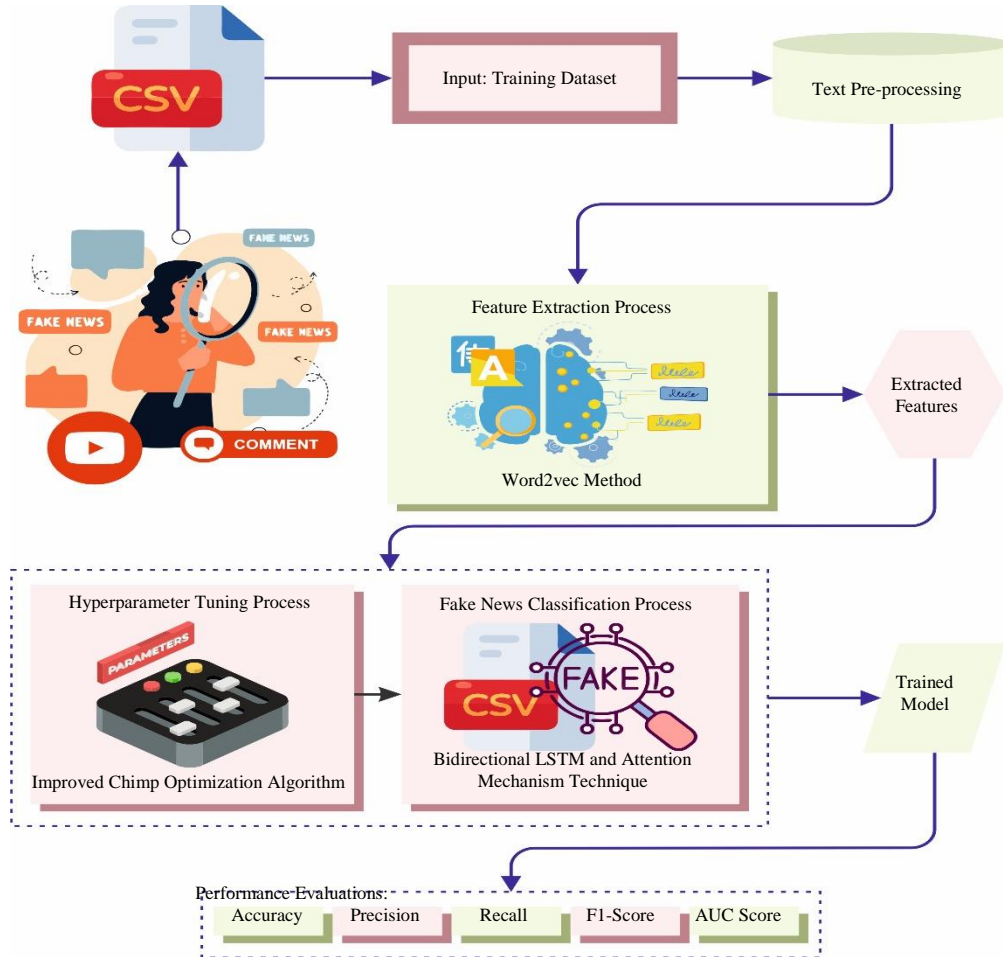 CSV
Input: Training Dataset
Text Pre-processing
FAKE NEWS
FAKE NEWS
FAKE NEWS
COMMENT
Feature Extraction Process
A
Word2vec Method
Extracted
Features
Hyperparameter Tuning Process
PARAMETERS
Improved Chimp Optimization Algorithm
Fake News Classification Process
FAKE
CSV
Bidirectional LSTM and Attention
Mechanism Technique
Trained
Model
Performance Evaluations:
Accuracy
Precision
Recall
F1-Score
AUC Score